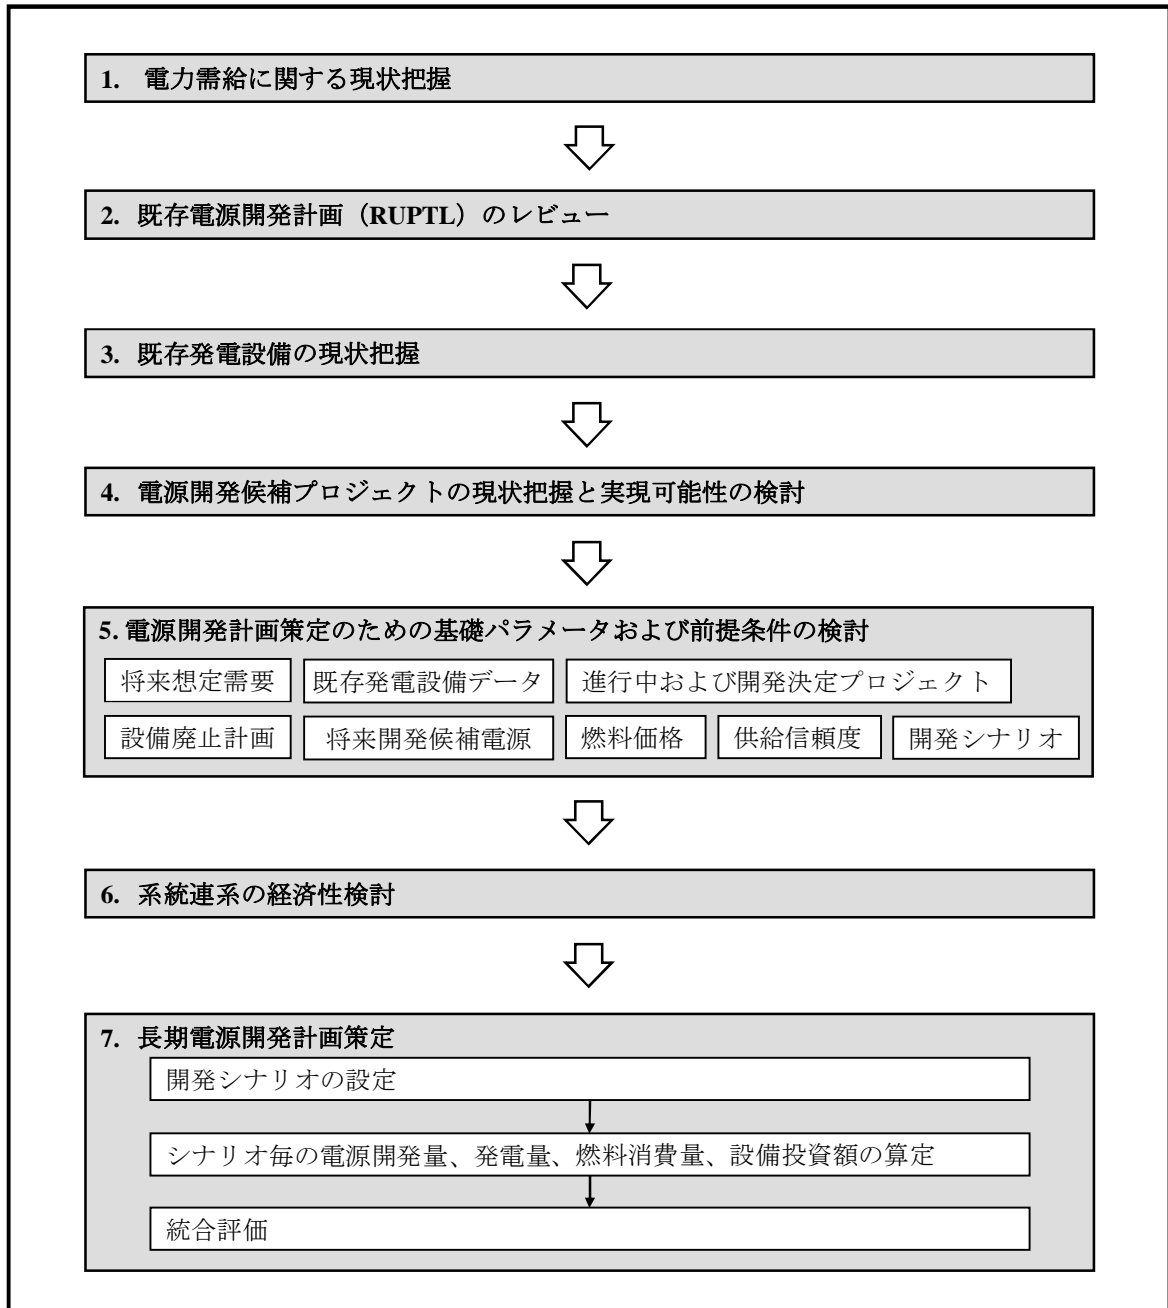 1. 電力需給に関する現状把握
2. 既存電源開発計画（RUPTL）のレビュー
3. 既存発電設備の現状把握
4. 電源開発候補プロジェクトの現状把握と実現可能性の検討
5. 電源開発計画策定のための基礎パラメータおよび前提条件の検討
将来想定需要 既存発電設備データ 進行中および開発決定プロジェクト
設備廃止計画 将来開発候補電源 燃料価格 供給信頼度 開発シナリオ
6. 系統連系の経済性検討
7. 長期電源開発計画策定
開発シナリオの設定
シナリオ毎の電源開発量、発電量、燃料消費量、設備投資額の算定
統合評価